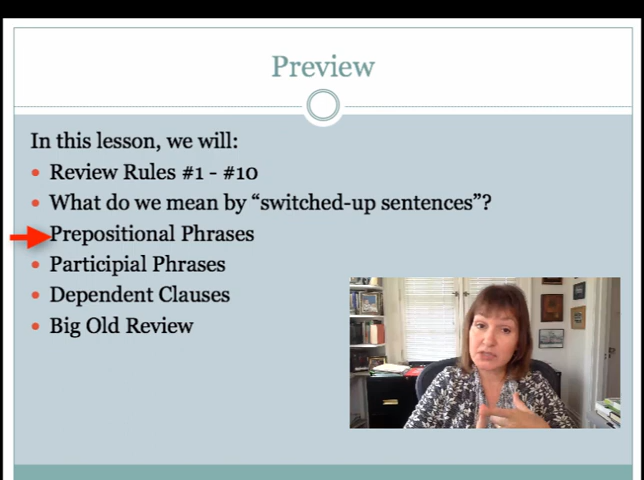 Preview
In this lesson, we will:
Review Rules #1 - #10
What do we mean by “switched-up sentences”?
Prepositional Phrases
Participial Phrases
Dependent Clauses
Big Old Review